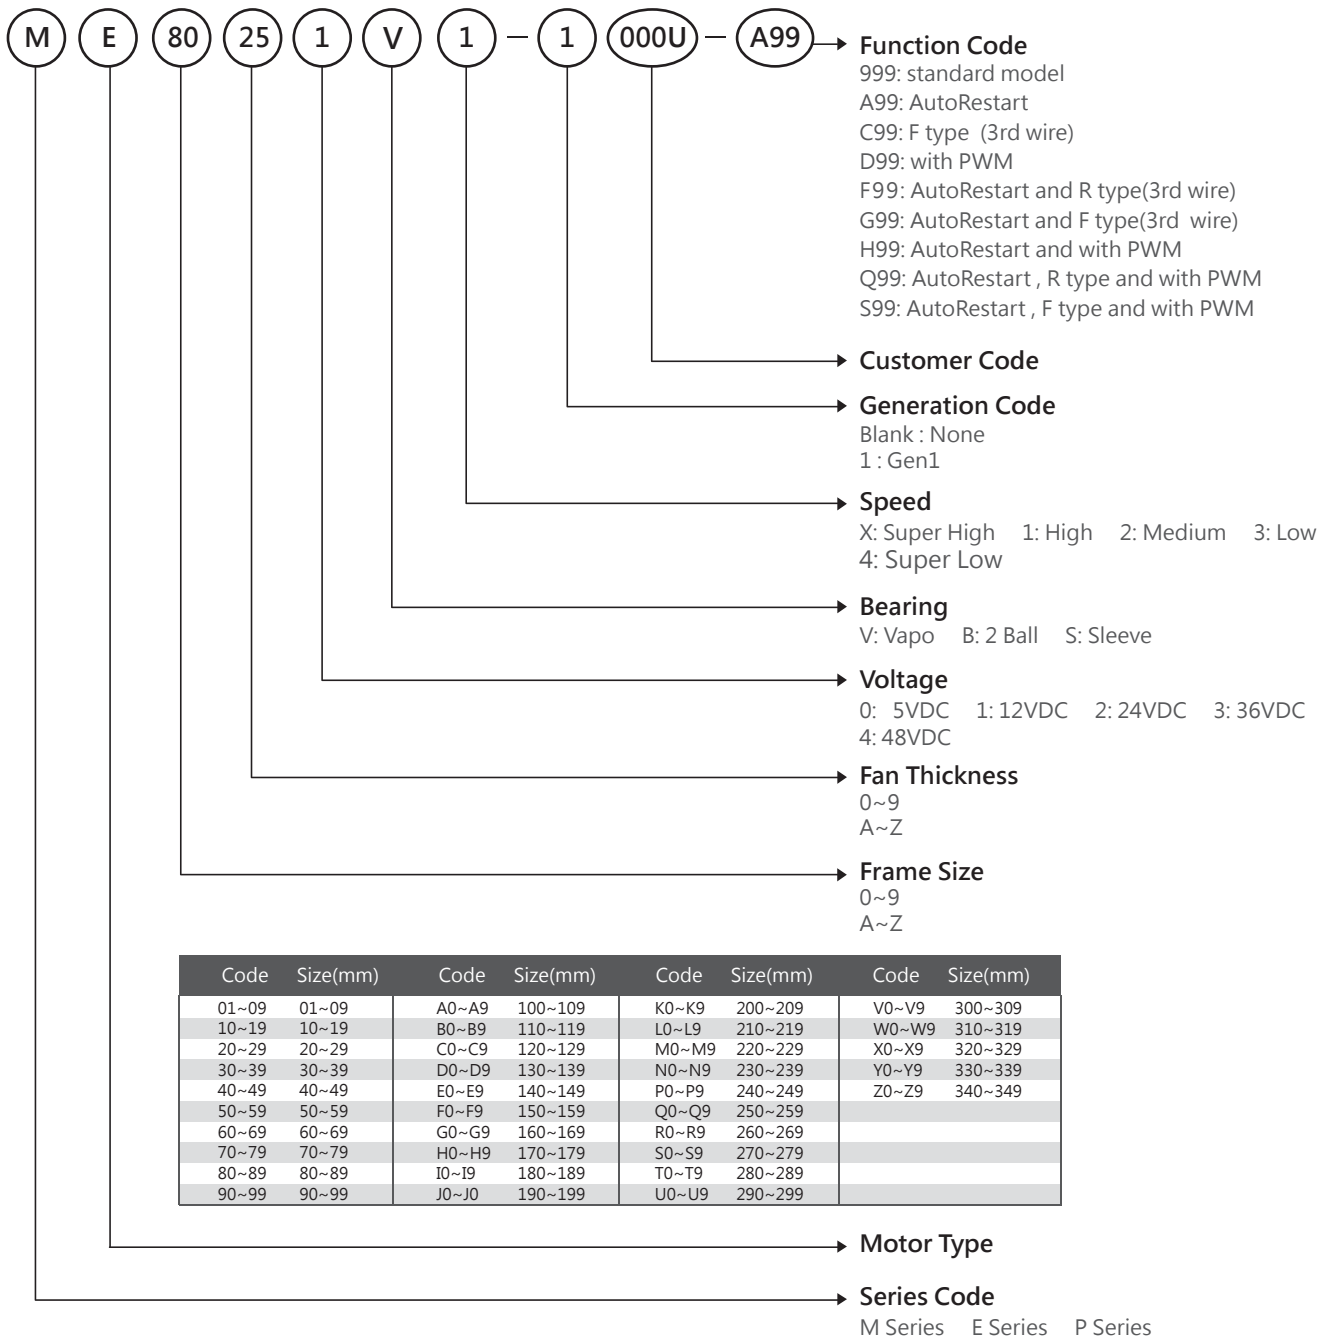 M E 80 25 1 V 1 — 1 000U — A99
Function Code
999: standard model
A99: AutoRestart
C99: F type (3rd wire)
D99: with PWM
F99: AutoRestart and R type(3rd wire)
G99: AutoRestart and F type(3rd wire)
H99: AutoRestart and with PWM
Q99: AutoRestart , R type and with PWM
S99: AutoRestart , F type and with PWM
Customer Code
Generation Code
Blank : None
1 : Gen1
Speed
X: Super High 1: High 2: Medium 3: Low
4: Super Low
Bearing
V: Vapo B: 2 Ball S: Sleeve
Voltage
0: 5VDC 1: 12VDC 2: 24VDC 3: 36VDC
4: 48VDC
Fan Thickness
0~9
A~Z
Frame Size
0~9
A~Z
Code Size(mm) Code Size(mm) Code Size(mm) Code Size(mm)
01~09 01~09 A0~A9 100~109 K0~K9 200~209 V0~V9 300~309
10~19 10~19 B0~B9 110~119 L0~L9 210~219 W0~W9 310~319
20~29 20~29 C0~C9 120~129 M0~M9 220~229 X0~X9 320~329
30~39 30~39 D0~D9 130~139 N0~N9 230~239 Y0~Y9 330~339
40~49 40~49 E0~E9 140~149 P0~P9 240~249 Z0~Z9 340~349
50~59 50~59 F0~F9 150~159 Q0~Q9 250~259
60~69 60~69 G0~G9 160~169 R0~R9 260~269
70~79 70~79 H0~H9 170~179 S0~S9 270~279
80~89 80~89 I0~I9 180~189 T0~T9 280~289
90~99 90~99 J0~J0 190~199 U0~U9 290~299
Motor Type
Series Code
M Series E Series P Series